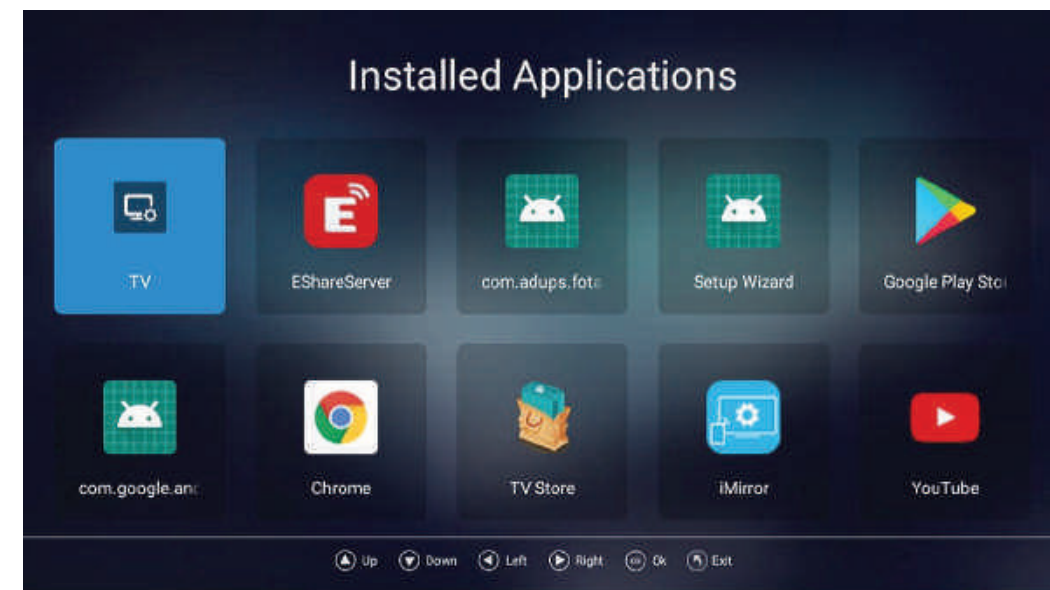 Installed Applications
TV
EShareServer
com.adups.fota
Setup Wizard
Google Play Sto
com.google.anc
Chrome
TV Store
iMirror
YouTube
Up Down Left Right Ok Exit